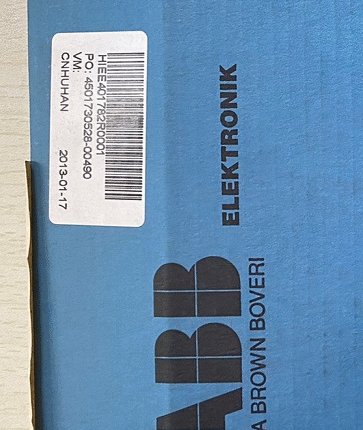 HIEE401782R0001
PO: 4501730528-00490
VM:
CNHUHAN 2013-01-17
ELEKTRONIK
ABB
A BROWN BOVERI